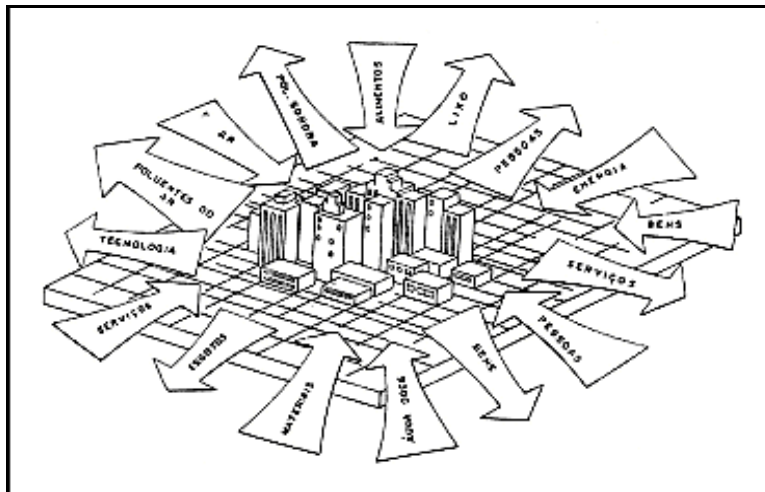 POL. SONORA
ALIMENTOS
LIXO
PESSOAS
ENERGIA
BENS
SERVIÇOS
PESSOAS
BENS
ÁGUA DOCE
MATERIAIS
ESGOTOS
SERVIÇOS
TECNOLOGIA
POLUENTES DO
AR
AR